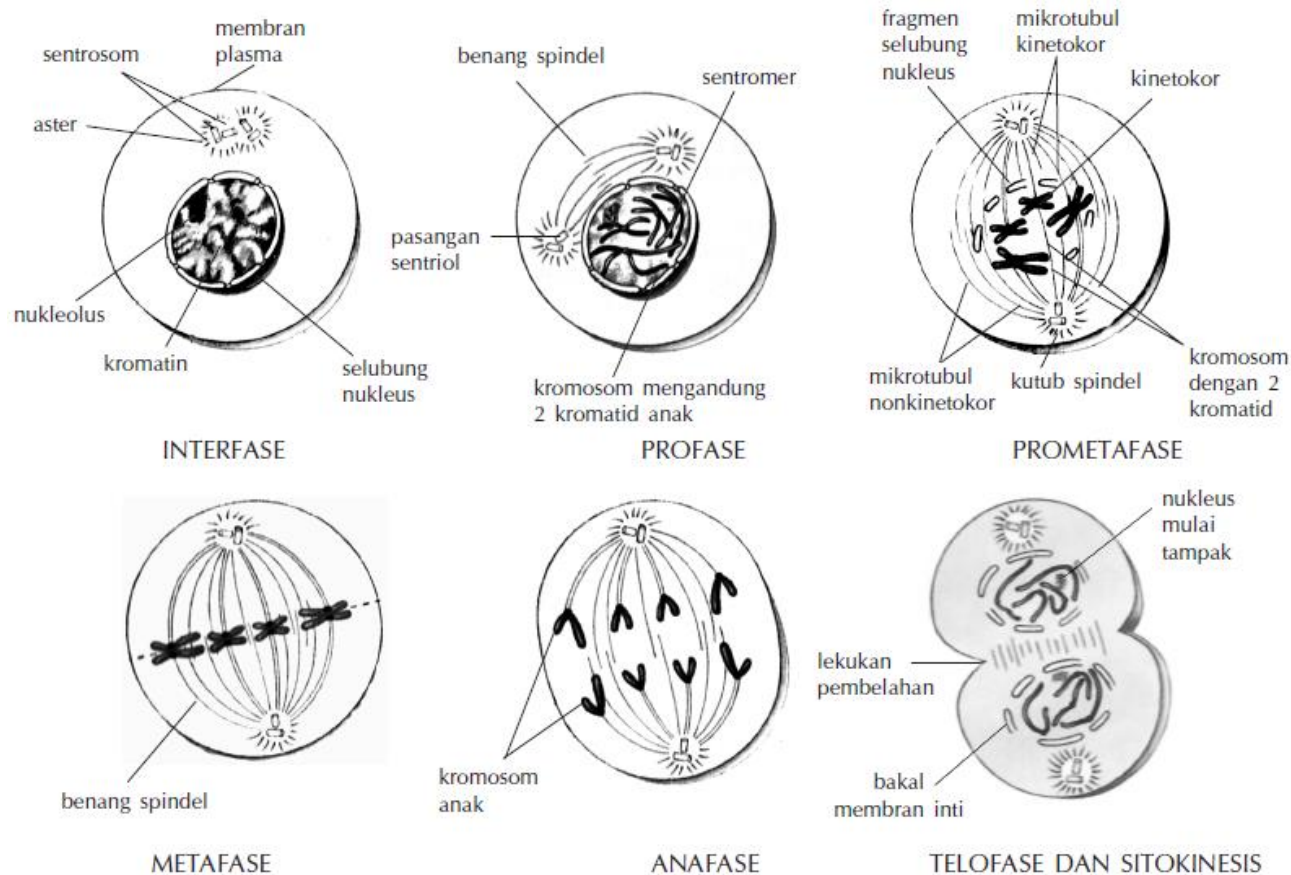 membran
plasma
sentrosom
aster
nukleolus
kromatin
selubung
nukleus
INTERFASE
benang spindel
sentromer
pasangan
sentriol
kromosom mengandung
2 kromatid anak
PROFASE
fragmen
selubung
nukleus
mikrotubul
kinetokor
kinetokor
mikrotubul
nonkinetokor
kutub spindel
kromosom
dengan 2
kromatid
PROMETAFASE
benang spindel
METAFASE
kromosom
anak
ANAFASE
nukleus
mulai
tampak
lekukan
pembelahan
bakal
membran inti
TELOFASE DAN SITOKINESIS